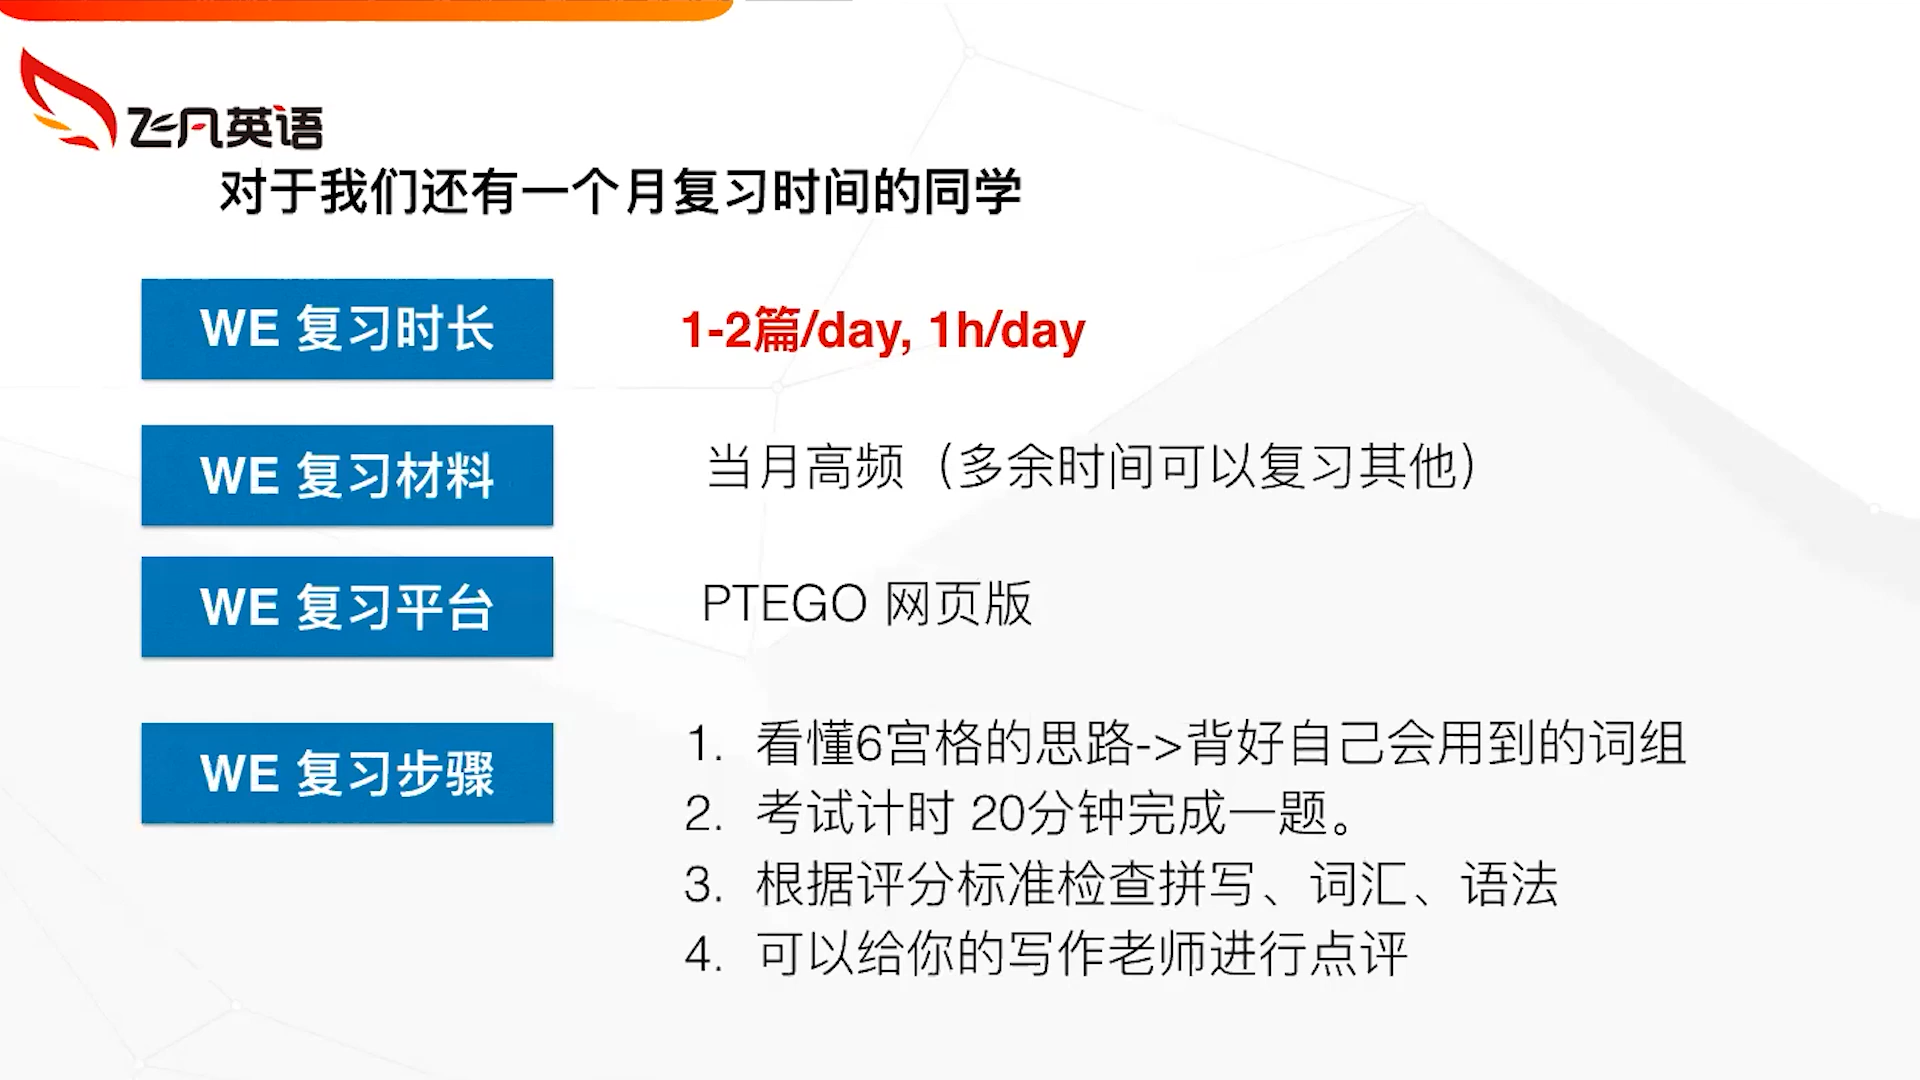 飞凡英语
对于我们还有一个月复习时间的同学
WE 复习时长
1-2篇/day, 1h/day
WE 复习材料
当月高频（多余时间可以复习其他）
WE 复习平台
PTEGO 网页版
WE 复习步骤
1. 看懂6宫格的思路->背好自己会用到的词组
2. 考试计时 20分钟完成一题。
3. 根据评分标准检查拼写、词汇、语法
4. 可以给你的写作老师进行点评